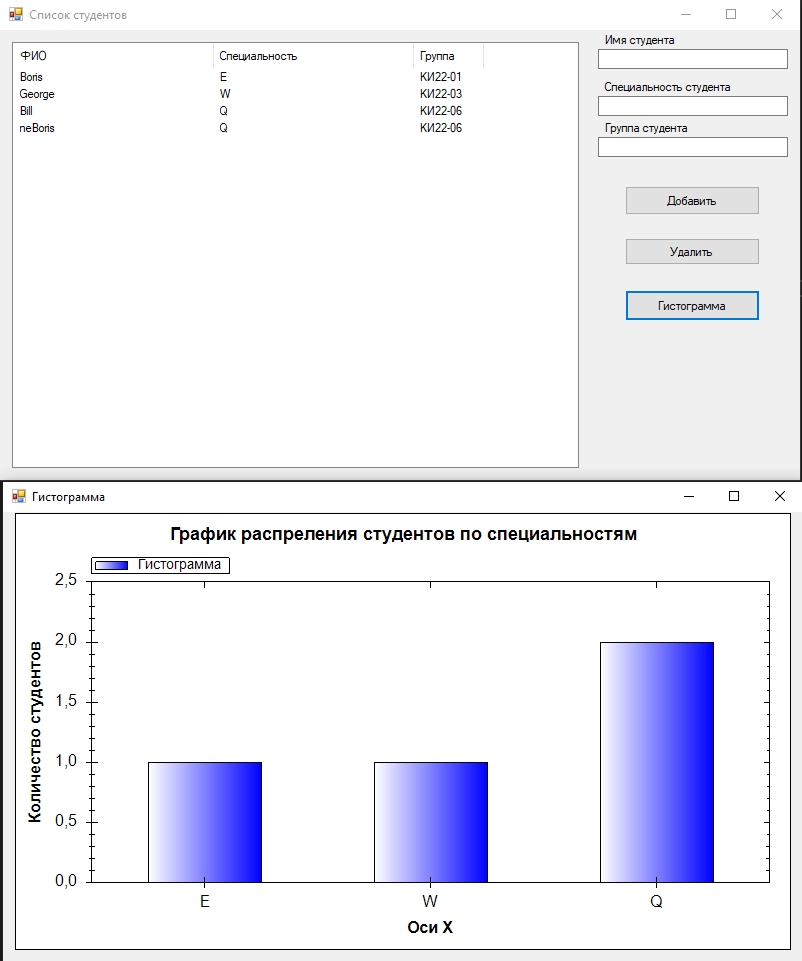 Список студентов
ФИО Специальность Группа
Boris E КИ22-01
George W КИ22-03
Bill Q КИ22-06
neBoris Q КИ22-06
Имя студента
Специальность студента
Группа студента
Добавить
Удалить
Гистограмма
Гистограмма
График распреления студентов по специальностям
Гистограмма
Количество студентов
2,5
2,0
1,5
1,0
0,5
0,0
E W Q
Оси X